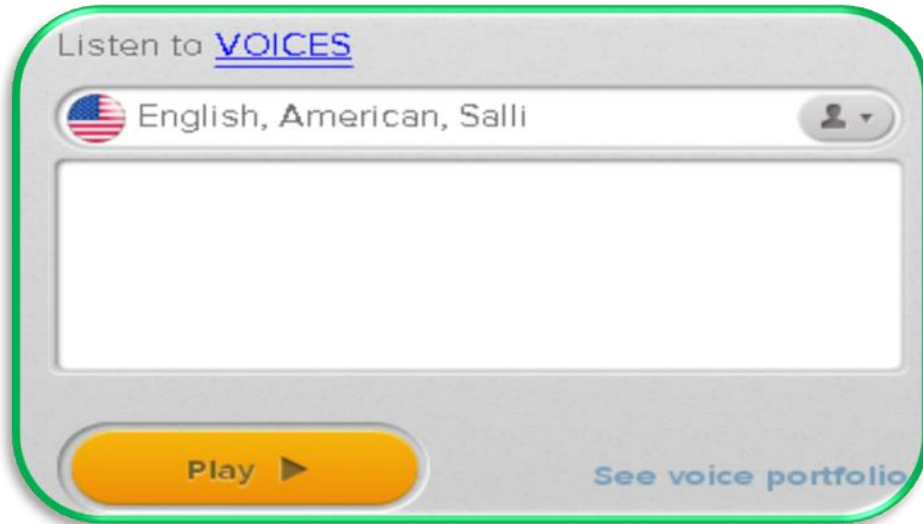 Listen to VOICES
English, American, Salli
Play
See voice portfolio